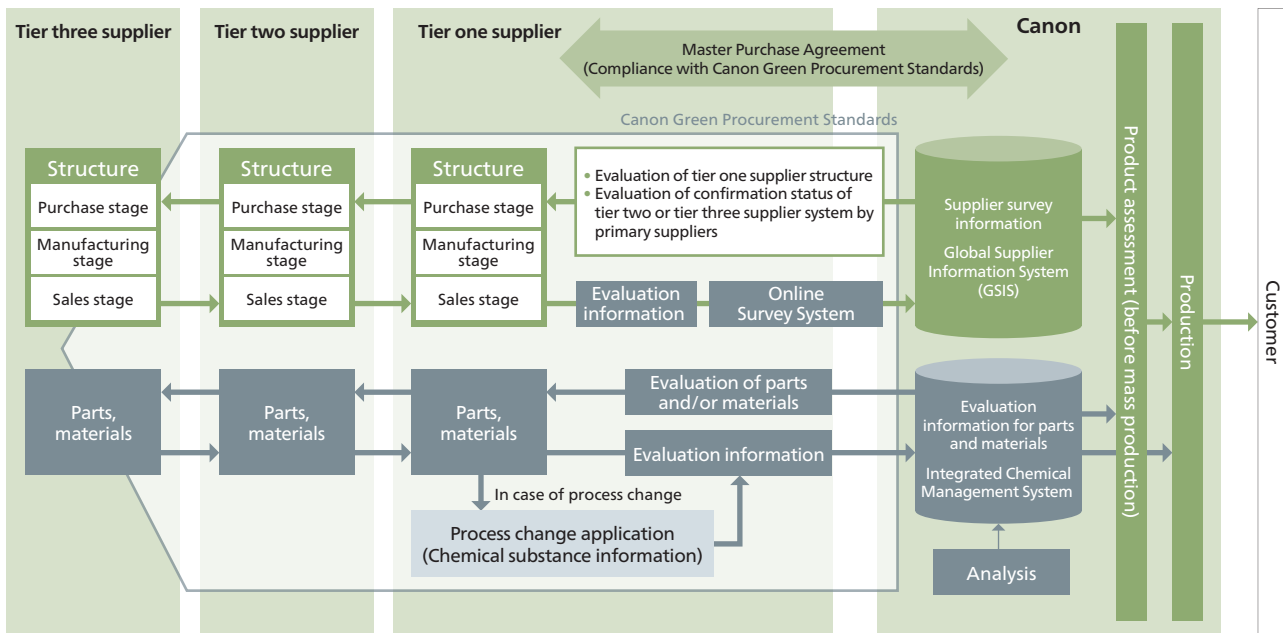 Tier three supplier
Tier two supplier
Tier one supplier
Canon
Master Purchase Agreement
(Compliance with Canon Green Procurement Standards)
Canon Green Procurement Standards
Structure
Purchase stage
Manufacturing
stage
Sales stage
Structure
Purchase stage
Manufacturing
stage
Sales stage
Structure
Purchase stage
Manufacturing
stage
Sales stage
• Evaluation of tier one supplier structure
• Evaluation of confirmation status of
tier two or tier three supplier system by
primary suppliers
Evaluation
information
Online
Survey System
Supplier survey
information
Global Supplier
Information System
(GSIS)
Parts,
materials
Parts,
materials
Parts,
materials
Evaluation of parts
and/or materials
Evaluation information
In case of process change
Process change application
(Chemical substance information)
Evaluation
information for parts
and materials
Integrated Chemical
Management System
Analysis
Product assessment (before mass production)
Production
Customer